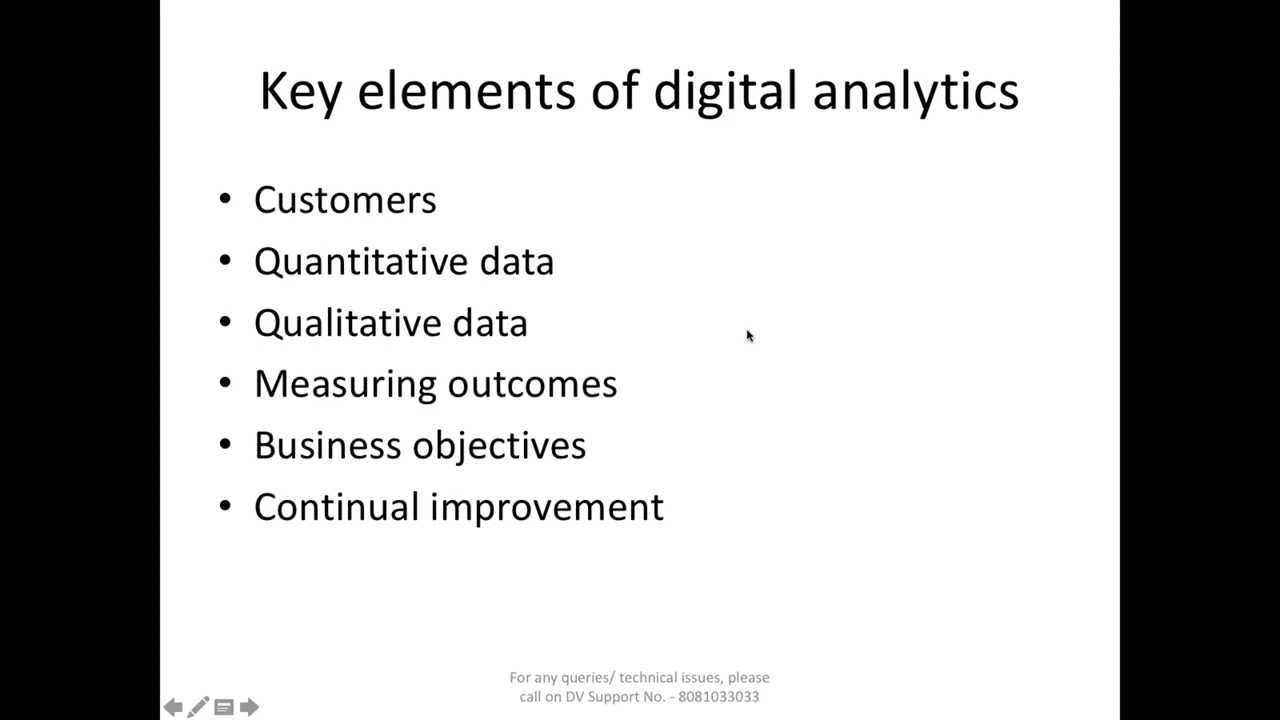 Key elements of digital analytics
• Customers
• Quantitative data
• Qualitative data
• Measuring outcomes
• Business objectives
• Continual improvement
For any queries/ technical issues, please
call on DV Support No. - 8081033033